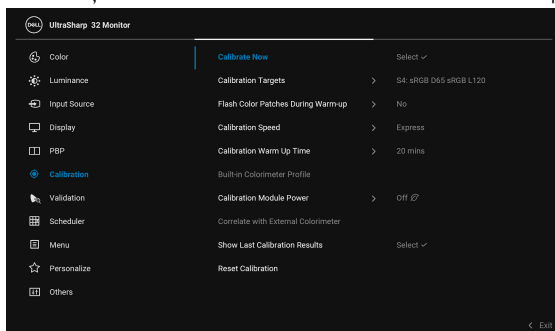 DELL UltraSharp 32 Monitor
Color Calibrate Now Select
Luminance Calibration Targets S4: sRGB D65 sRGB L120
Input Source Flash Color Patches During Warm-up No
Display Calibration Speed Express
PBP Calibration Warm Up Time 20 mins
Calibration Built-in Colorimeter Profile
Validation Calibration Module Power Off
Scheduler Correlate with External Colorimeter
Menu Show Last Calibration Results Select
Personalize Reset Calibration
Others
Exit